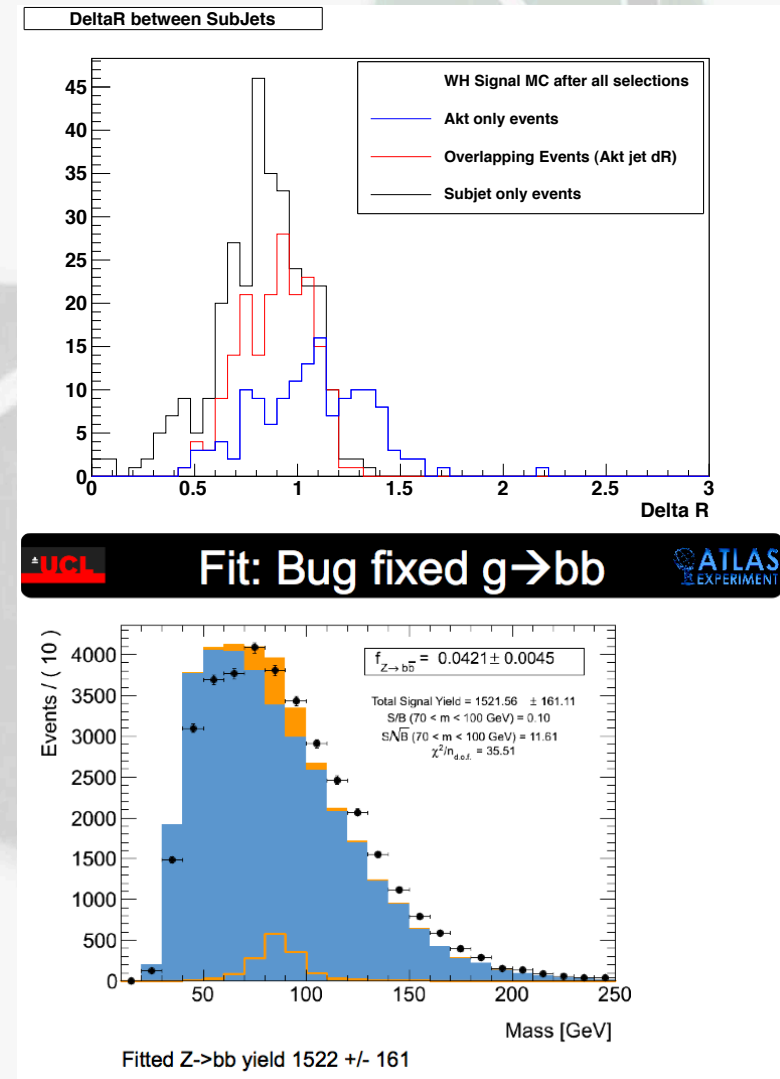 DeltaR between SubJets
WH Signal MC after all selections
Akt only events
Overlapping Events (Akt jet dR)
Subjet only events
45
40
35
30
25
20
15
10
5
0
0 0.5 1 1.5 2 2.5 3
Delta R
UCL Fit: Bug fixed g→bb ATLAS EXPERIMENT
Events / ( 10 )
4000
3500
3000
2500
2000
1500
1000
500
0
f Z→ bb̅ = 0.0421 ± 0.0045
Total Signal Yield = 1521.56 ± 161.11
S/B (70 < m < 100 GeV) = 0.10
S/√B (70 < m < 100 GeV) = 11.61
χ²/n d.o.f. = 35.51
50 100 150 200 250
Mass [GeV]
Fitted Z->bb yield 1522 +/- 161